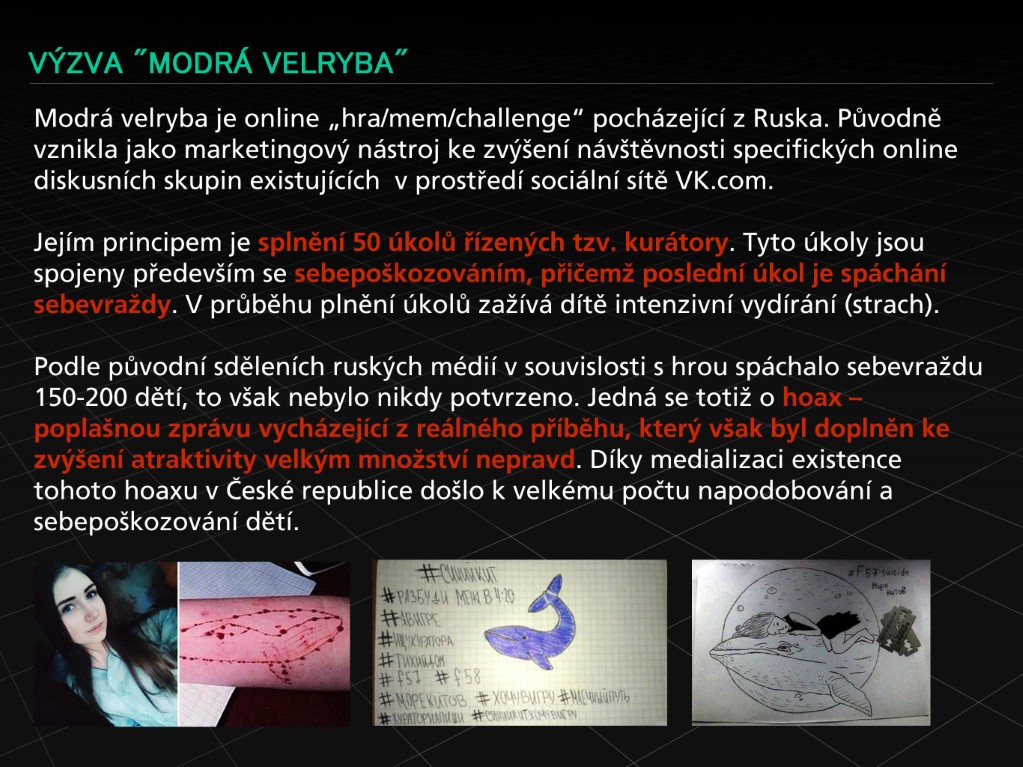 VÝZVA ˝MODRÁ VELRYBA˝
Modrá velryba je online „hra/mem/challenge“ pocházející z Ruska. Původně
vznikla jako marketingový nástroj ke zvýšení návštěvnosti specifických online
diskusních skupin existujících v prostředí sociální sítě VK.com.
Jejím principem je splnění 50 úkolů řízených tzv. kurátory. Tyto úkoly jsou
spojeny především se sebepoškozováním, přičemž poslední úkol je spáchání
sebevraždy. V průběhu plnění úkolů zažívá dítě intenzivní vydírání (strach).
Podle původní sděleních ruských médií v souvislosti s hrou spáchalo sebevraždu
150-200 dětí, to však nebylo nikdy potvrzeno. Jedná se totiž o hoax –
poplašnou zprávu vycházející z reálného příběhu, který však byl doplněn ke
zvýšení atraktivity velkým množství nepravd. Díky medializaci existence
tohoto hoaxu v České republice došlo k velkému počtu napodobování a
sebepoškozování dětí.
#СИНИЙКИТ
#РАЗБУДИ МЕНЯ В 4:20
#ТИХИЙДОМ
#f57 #f58
#МОРЕКИТОВ #ХОЧУВИГРУ #МЛЕЧНИЙПУТЬ
#СИНИЙКИТХОЧУВИГРУ
#F57 suicide
Море
китов